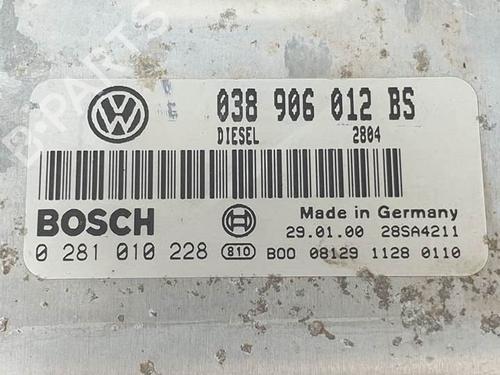 038 906 012 BS
DIESEL 2804
BOSCH
Made in Germany
29.01.00 28SA4211
0 281 010 228 810 B00 08129 1128 0110
B-PARTS